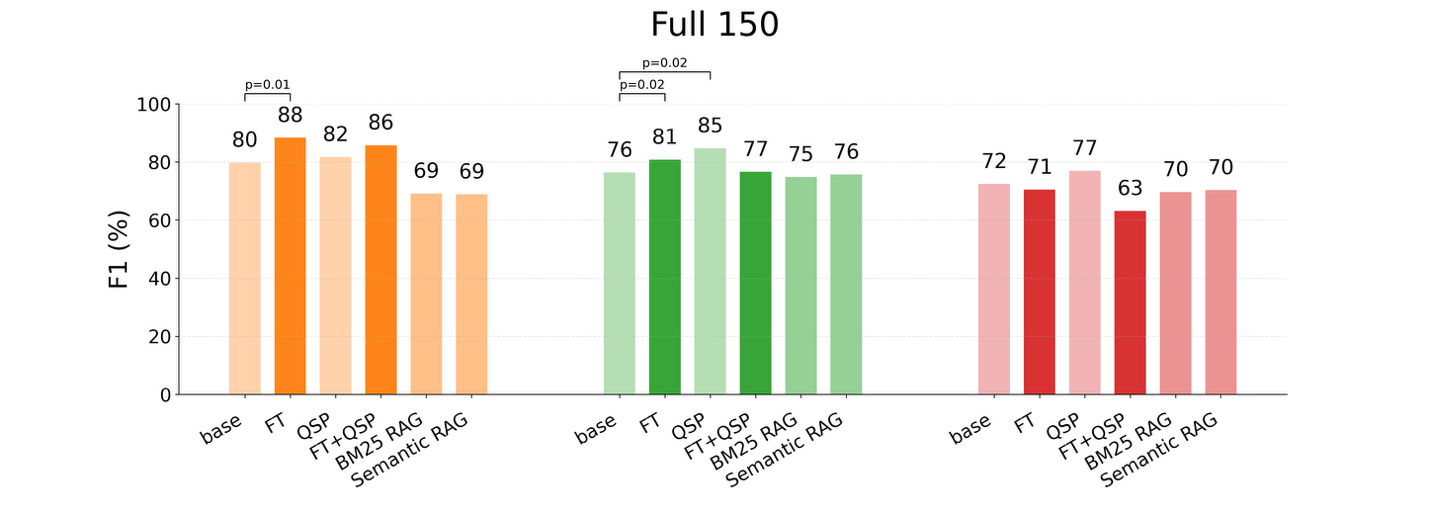 Full 150
p=0.02
p=0.01 p=0.02
F1 (%)
100
80
60
40
20
0
80 88 82 86 69 69
76 81 85 77 75 76
72 71 77 63 70 70
base FT QSP FT+QSP BM25 RAG Semantic RAG
base FT QSP FT+QSP BM25 RAG Semantic RAG
base FT QSP FT+QSP BM25 RAG Semantic RAG